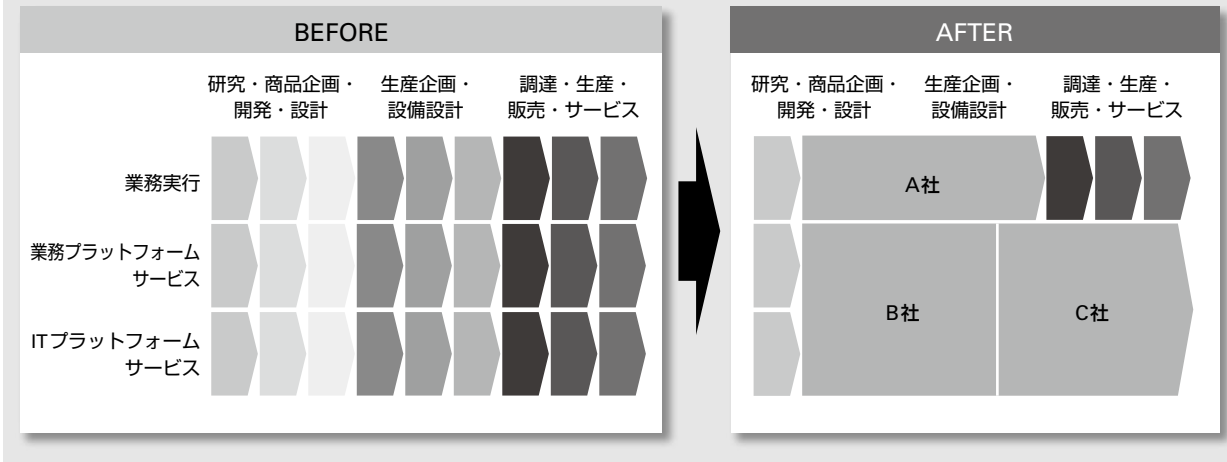 BEFORE
研究・商品企画・
開発・設計
生産企画・
設備設計
調達・生産・
販売・サービス
業務実行
業務プラットフォーム
サービス
ITプラットフォーム
サービス
AFTER
研究・商品企画・
開発・設計
生産企画・
設備設計
調達・生産・
販売・サービス
A社
B社
C社